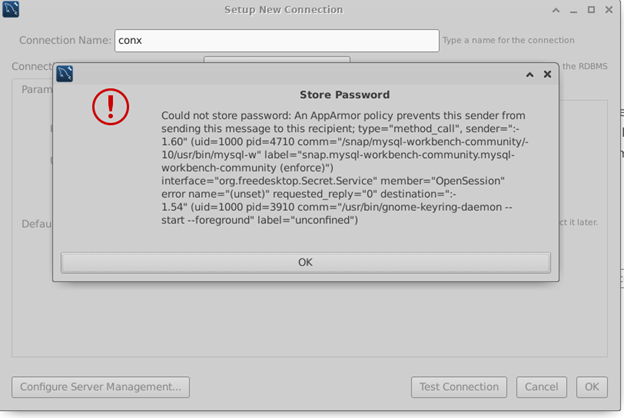 Setup New Connection
Connection Name: conx Type a name for the connection
Connec the RDBMS
Store Password
Param
Could not store password: An AppArmor policy prevents this sender from
sending this message to this recipient; type="method_call", sender=":-
1.60" (uid=1000 pid=4710 comm="/snap/mysql-workbench-community/-
10/usr/bin/mysql-w" label="snap.mysql-workbench-community.mysql-
workbench-community (enforce)")
interface="org.freedesktop.Secret.Service" member="OpenSession"
error name="(unset)" requested_reply="0" destination=":-
1.54" (uid=1000 pid=3910 comm="/usr/bin/gnome-keyring-daemon --
start --foreground" label="unconfined")
Defau ct it later.
OK
Configure Server Management... Test Connection Cancel OK